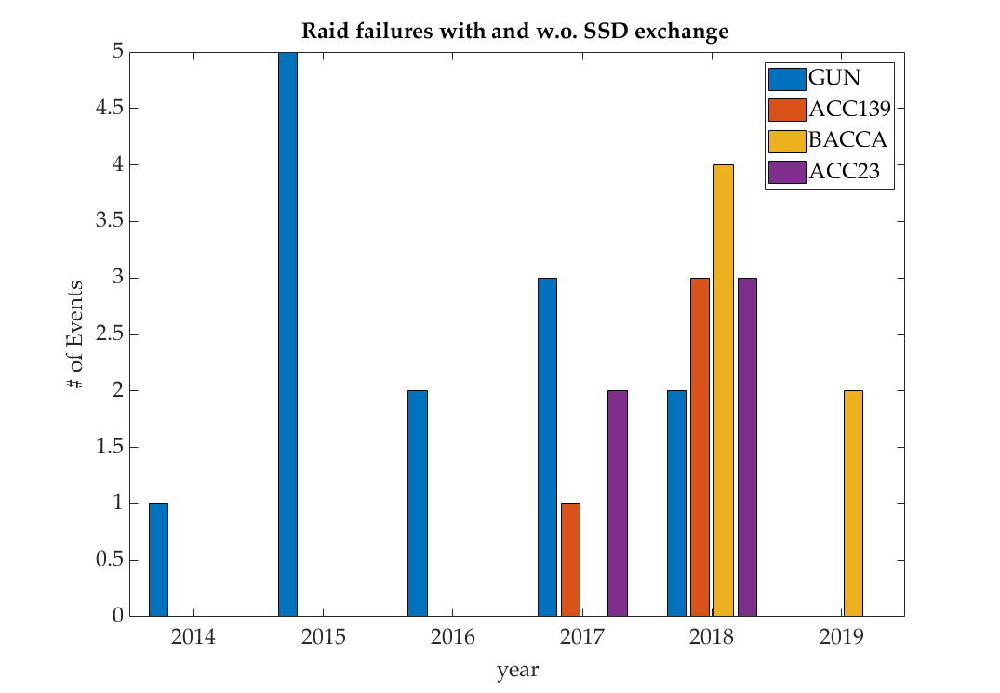 Raid failures with and w.o. SSD exchange
5
4.5
4
3.5
3
2.5
2
1.5
1
0.5
0
# of Events
GUN
ACC139
BACCA
ACC23
2014
2015
2016
2017
2018
2019
year